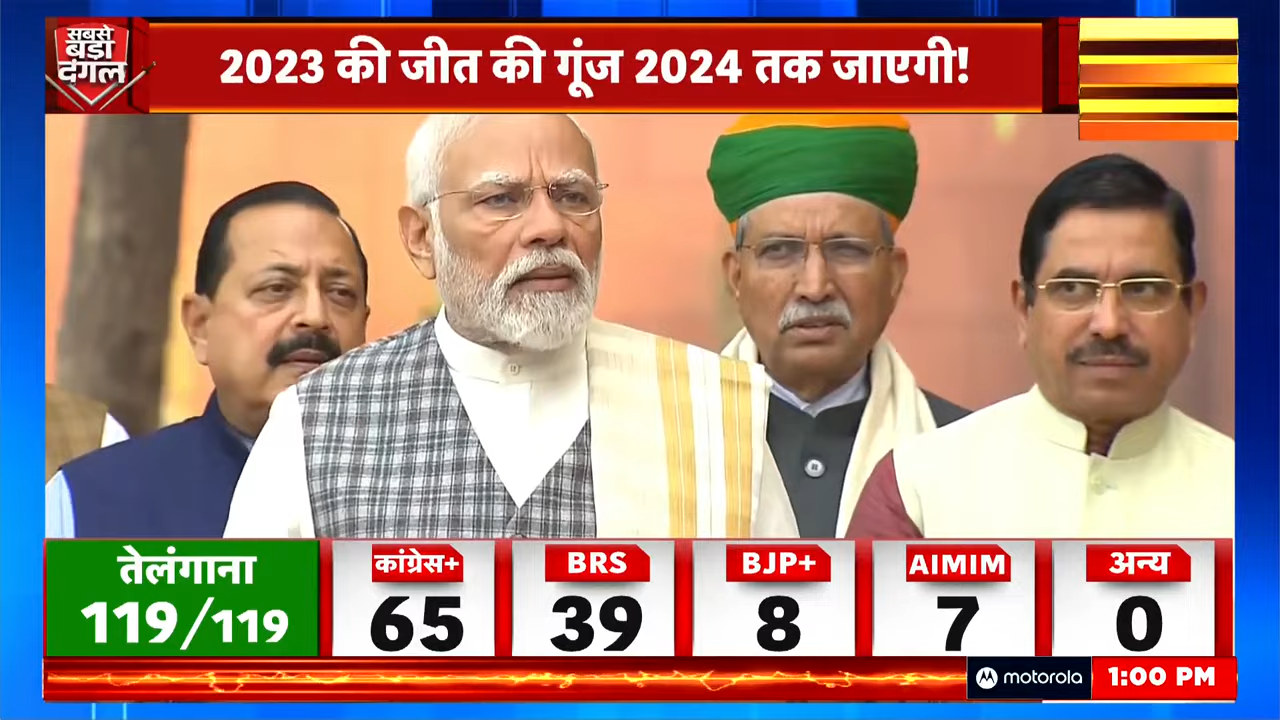 सबसे
बड़ा
दंगल
2023 की जीत की गूंज 2024 तक जाएगी!
तेलंगाना
119/119
कांग्रेस+
65
BRS
39
BJP+
8
AIMIM
7
अन्य
0
motorola
1:00 PM